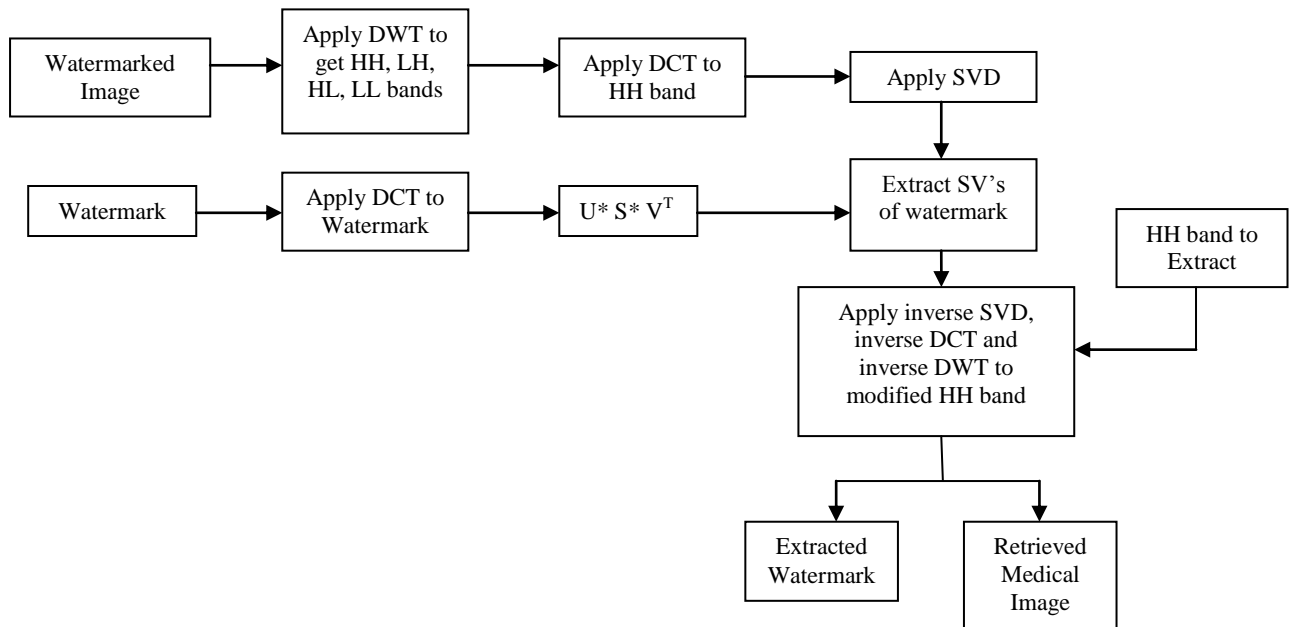 Watermarked
Image
Apply DWT to
get HH, LH,
HL, LL bands
Apply DCT to
HH band
Apply SVD
Watermark
Apply DCT to
Watermark
U* S* V^T
Extract SV's
of watermark
HH band to
Extract
Apply inverse SVD,
inverse DCT and
inverse DWT to
modified HH band
Extracted
Watermark
Retrieved
Medical
Image